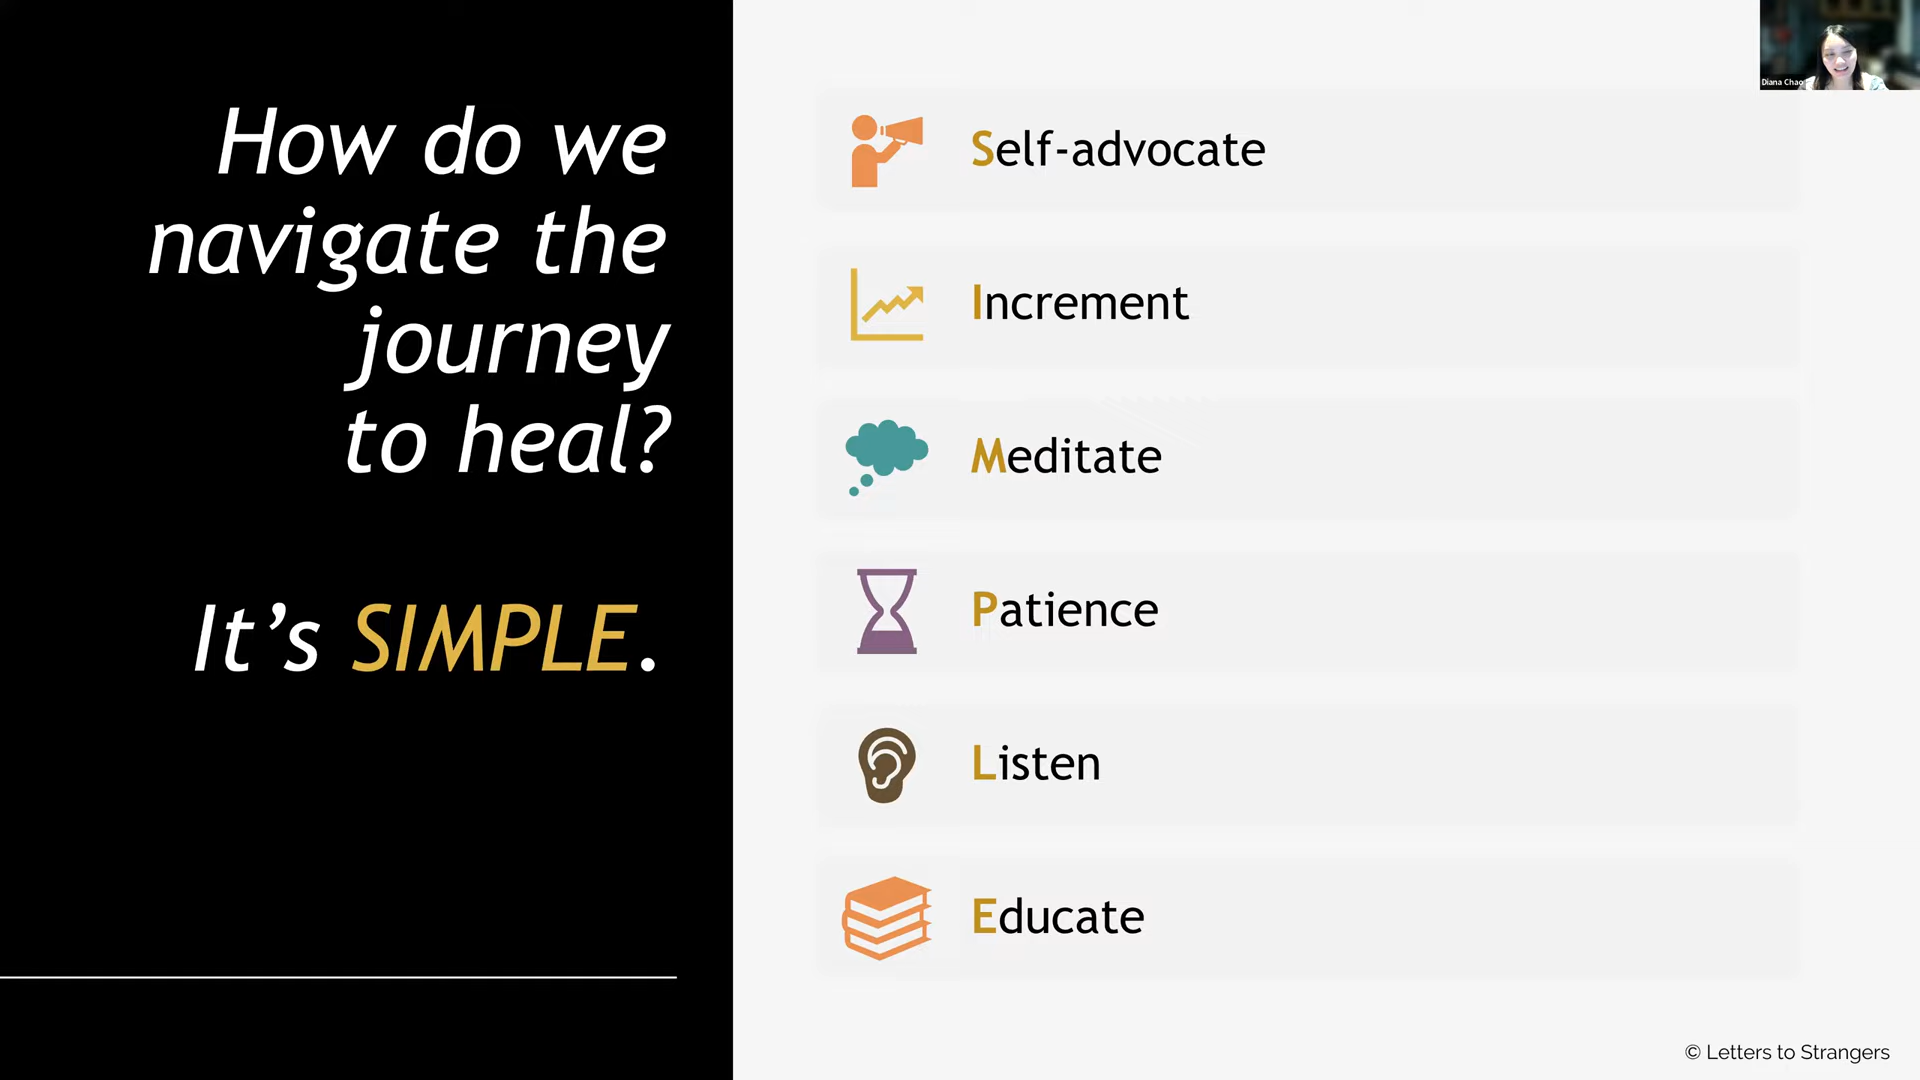 How do we
navigate the
journey
to heal?
It’s SIMPLE.
Self-advocate
Increment
Meditate
Patience
Listen
Educate
Diana Chao
© Letters to Strangers